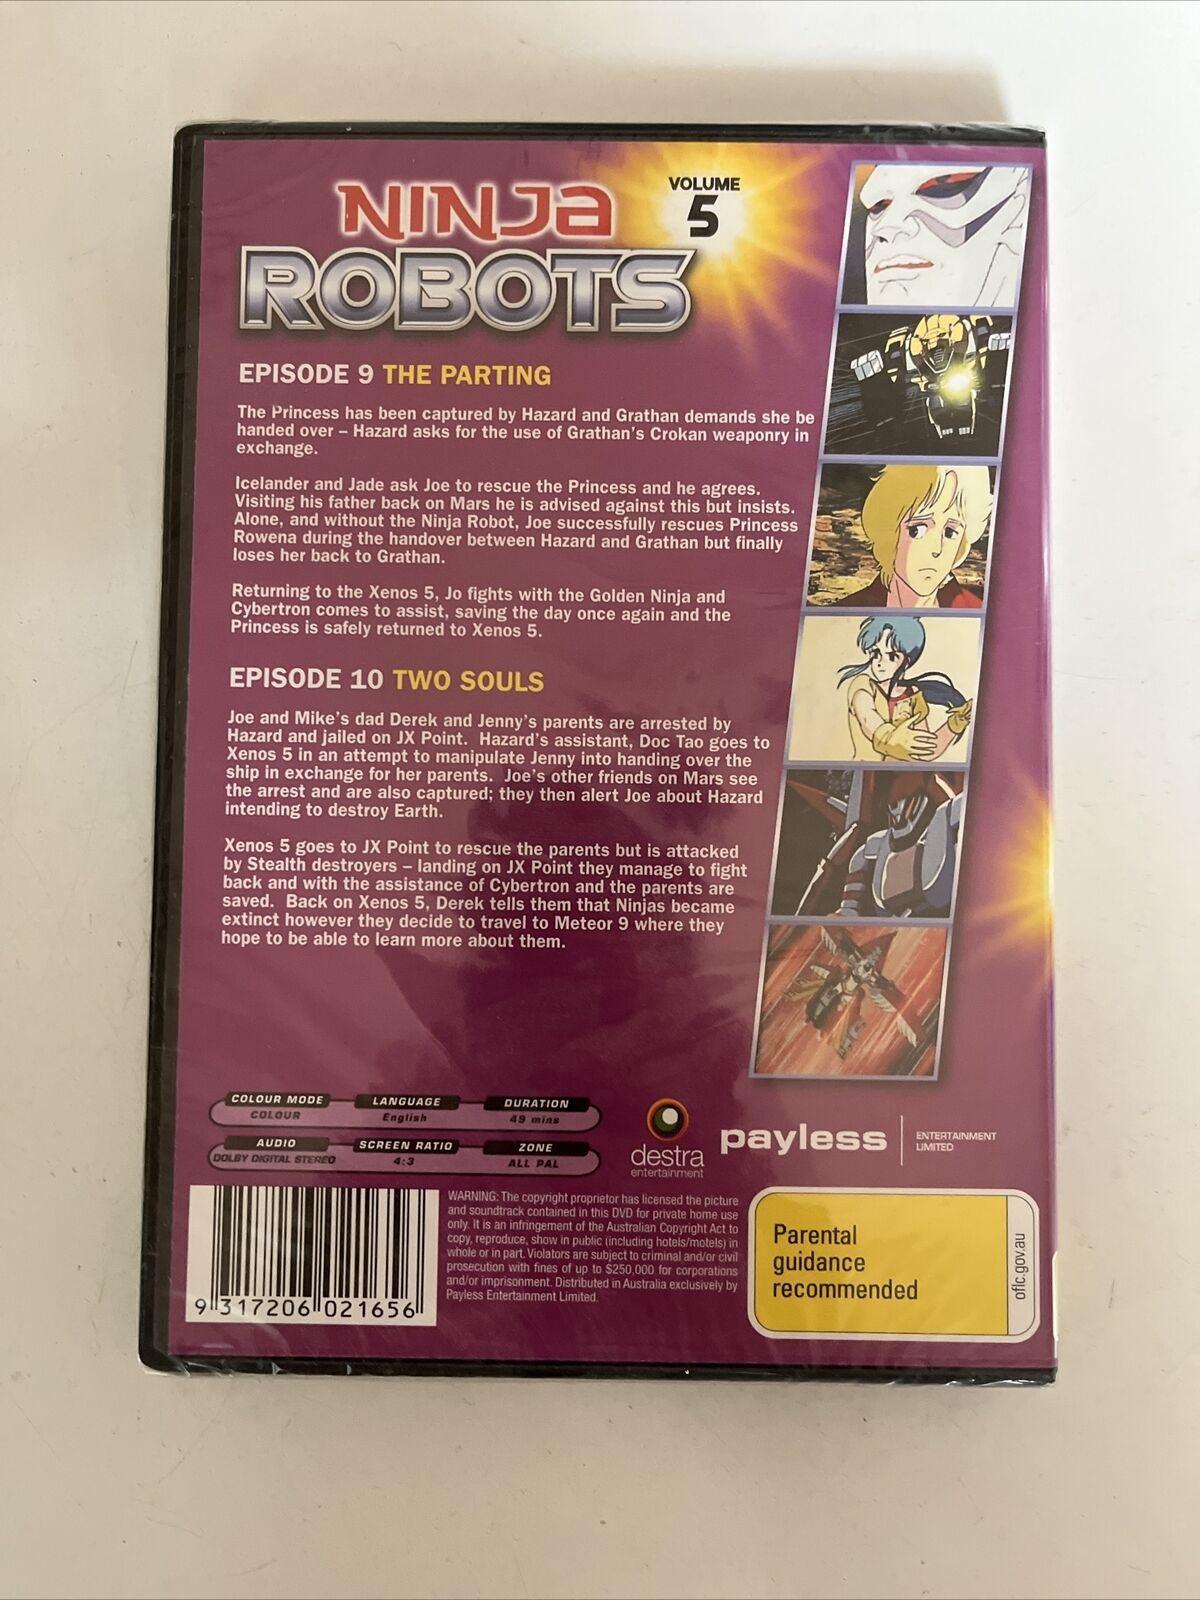 NINJA
VOLUME
5
ROBOTS
EPISODE 9 THE PARTING
The Princess has been captured by Hazard and Grathan demands she be
handed over – Hazard asks for the use of Grathan's Crokan weaponry in
exchange.
Icelander and Jade ask Joe to rescue the Princess and he agrees.
Visiting his father back on Mars he is advised against this but insists.
Alone, and without the Ninja Robot, Joe successfully rescues Princess
Rowena during the handover between Hazard and Grathan but finally
loses her back to Grathan.
Returning to the Xenos 5, Jo fights with the Golden Ninja and
Cybertron comes to assist, saving the day once again and the
Princess is safely returned to Xenos 5.
EPISODE 10 TWO SOULS
Joe and Mike's dad Derek and Jenny's parents are arrested by
Hazard and jailed on JX Point. Hazard's assistant, Doc Tao goes to
Xenos 5 in an attempt to manipulate Jenny into handing over the
ship in exchange for her parents. Joe's other friends on Mars see
the arrest and are also captured; they then alert Joe about Hazard
intending to destroy Earth.
Xenos 5 goes to JX Point to rescue the parents but is attacked
by Stealth destroyers – landing on JX Point they manage to fight
back and with the assistance of Cybertron and the parents are
saved. Back on Xenos 5, Derek tells them that Ninjas became
extinct however they decide to travel to Meteor 9 where they
hope to be able to learn more about them.
COLOUR MODE LANGUAGE DURATION
COLOUR English 49 mins
AUDIO SCREEN RATIO ZONE
DOLBY DIGITAL STEREO 4:3 ALL PAL
destra
entertainment
payless
ENTERTAINMENT
LIMITED
WARNING: The copyright proprietor has licensed the picture
and soundtrack contained in this DVD for private home use
only. It is an infringement of the Australian Copyright Act to
copy, reproduce, show in public (including hotels/motels) in
whole or in part. Violators are subject to criminal and/or civil
prosecution with fines of up to $250,000 for corporations
and/or imprisonment. Distributed in Australia exclusively by
Payless Entertainment Limited.
9 317206 021656
Parental
guidance
recommended
oflc.gov.au